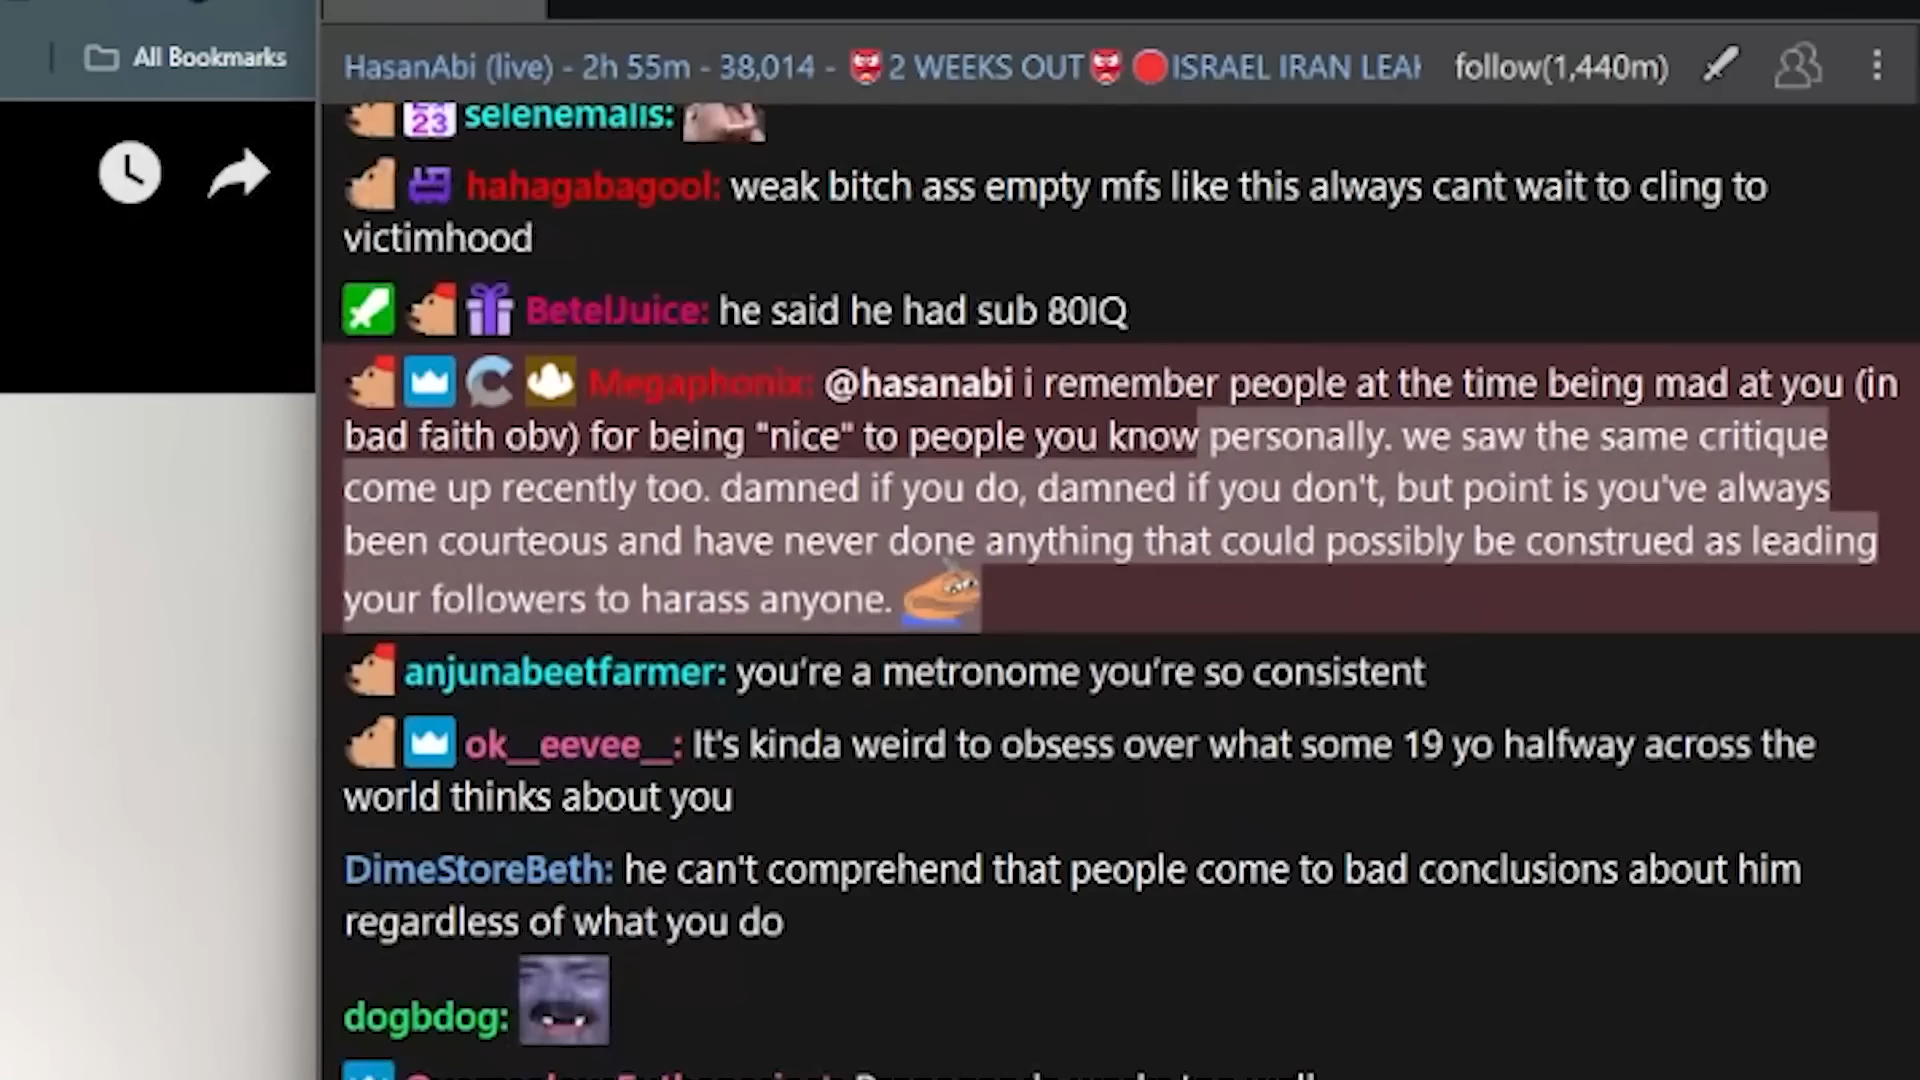 All Bookmarks
HasanAbi (live) - 2h 55m - 38,014 - 👹2 WEEKS OUT👹🔴ISRAEL IRAN LEAK follow(1,440m)
23 selenemalis:
hahagabagool: weak bitch ass empty mfs like this always cant wait to cling to
victimhood
BetelJuice: he said he had sub 80IQ
Megaphonix: @hasanabi i remember people at the time being mad at you (in
bad faith obv) for being "nice" to people you know personally. we saw the same critique
come up recently too. damned if you do, damned if you don't, but point is you've always
been courteous and have never done anything that could possibly be construed as leading
your followers to harass anyone.
anjunabeetfarmer: you're a metronome you're so consistent
ok__eevee__: It's kinda weird to obsess over what some 19 yo halfway across the
world thinks about you
DimeStoreBeth: he can't comprehend that people come to bad conclusions about him
regardless of what you do
dogbdog: